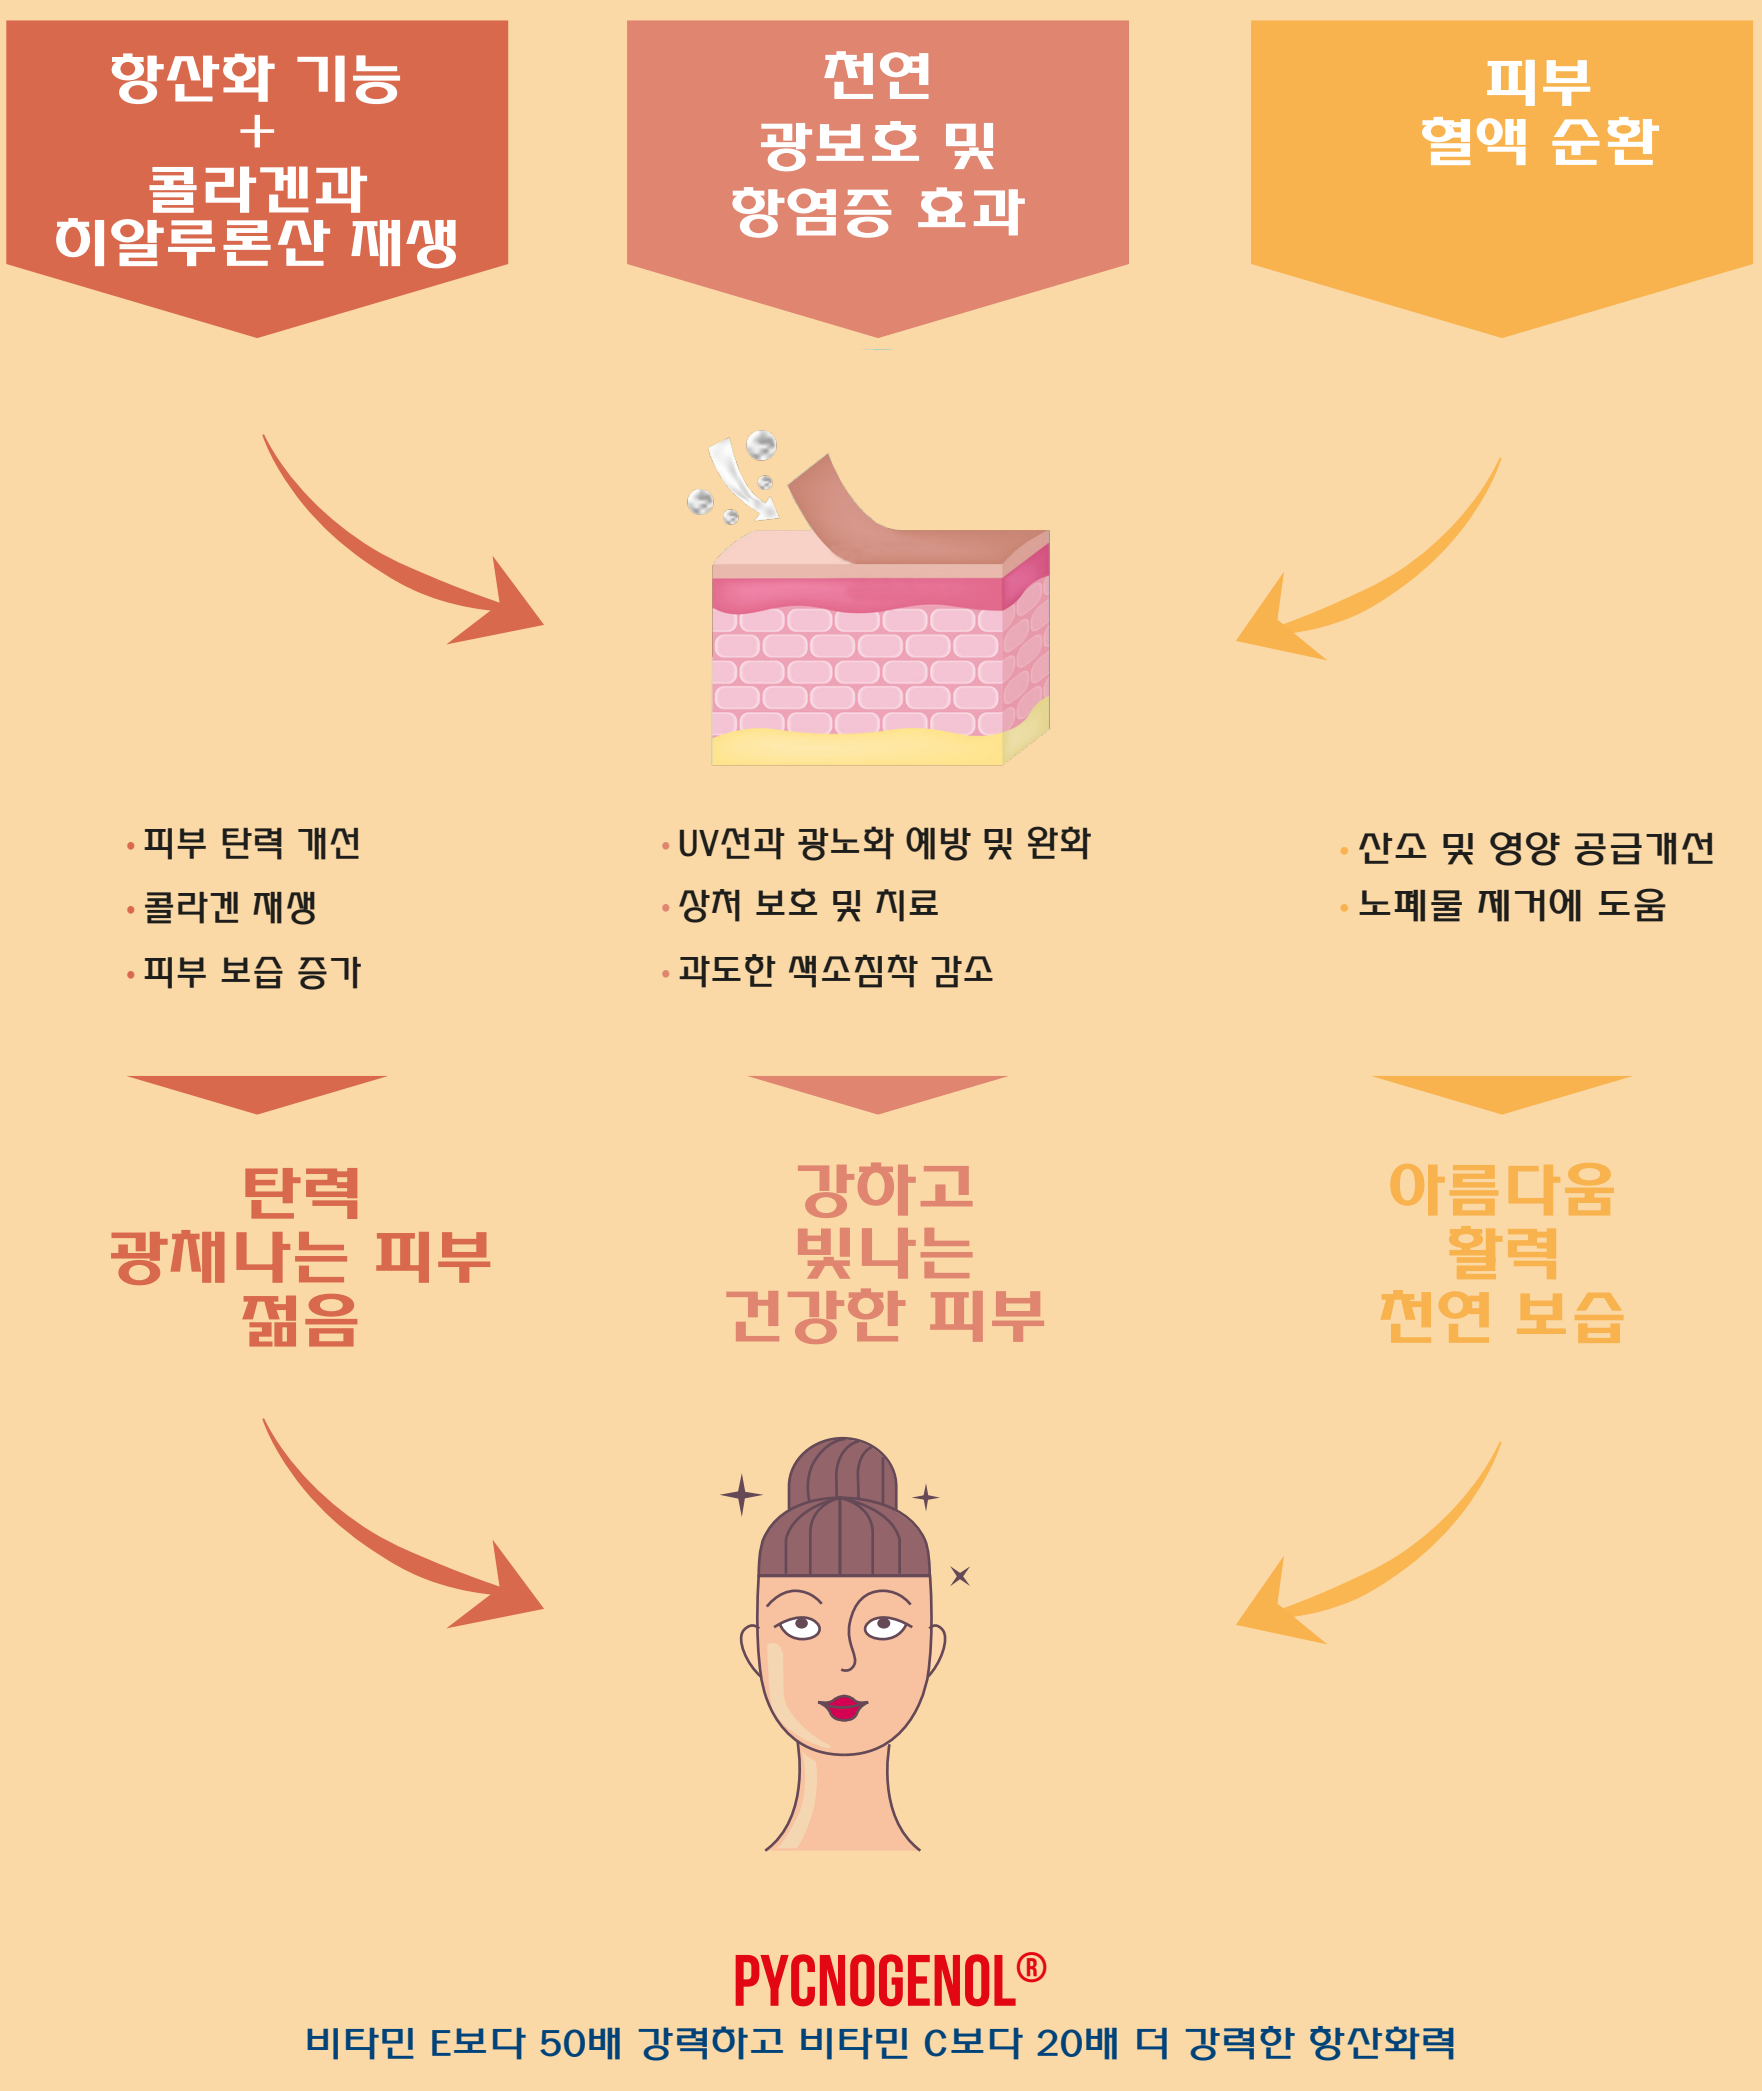 항산화 기능
+
콜라겐과
히알루론산 재생
천연
광보호 및
항염증 효과
피부
혈액 순환
• 피부 탄력 개선
• 콜라겐 재생
• 피부 보습 증가
• UV선과 광노화 예방 및 완화
• 상처 보호 및 치료
• 과도한 색소침착 감소
• 산소 및 영양 공급개선
• 노폐물 제거에 도움
탄력
광채나는 피부
젊음
강하고
빛나는
건강한 피부
아름다움
활력
천연 보습
PYCNOGENOL®
비타민 E보다 50배 강력하고 비타민 C보다 20배 더 강력한 항산화력